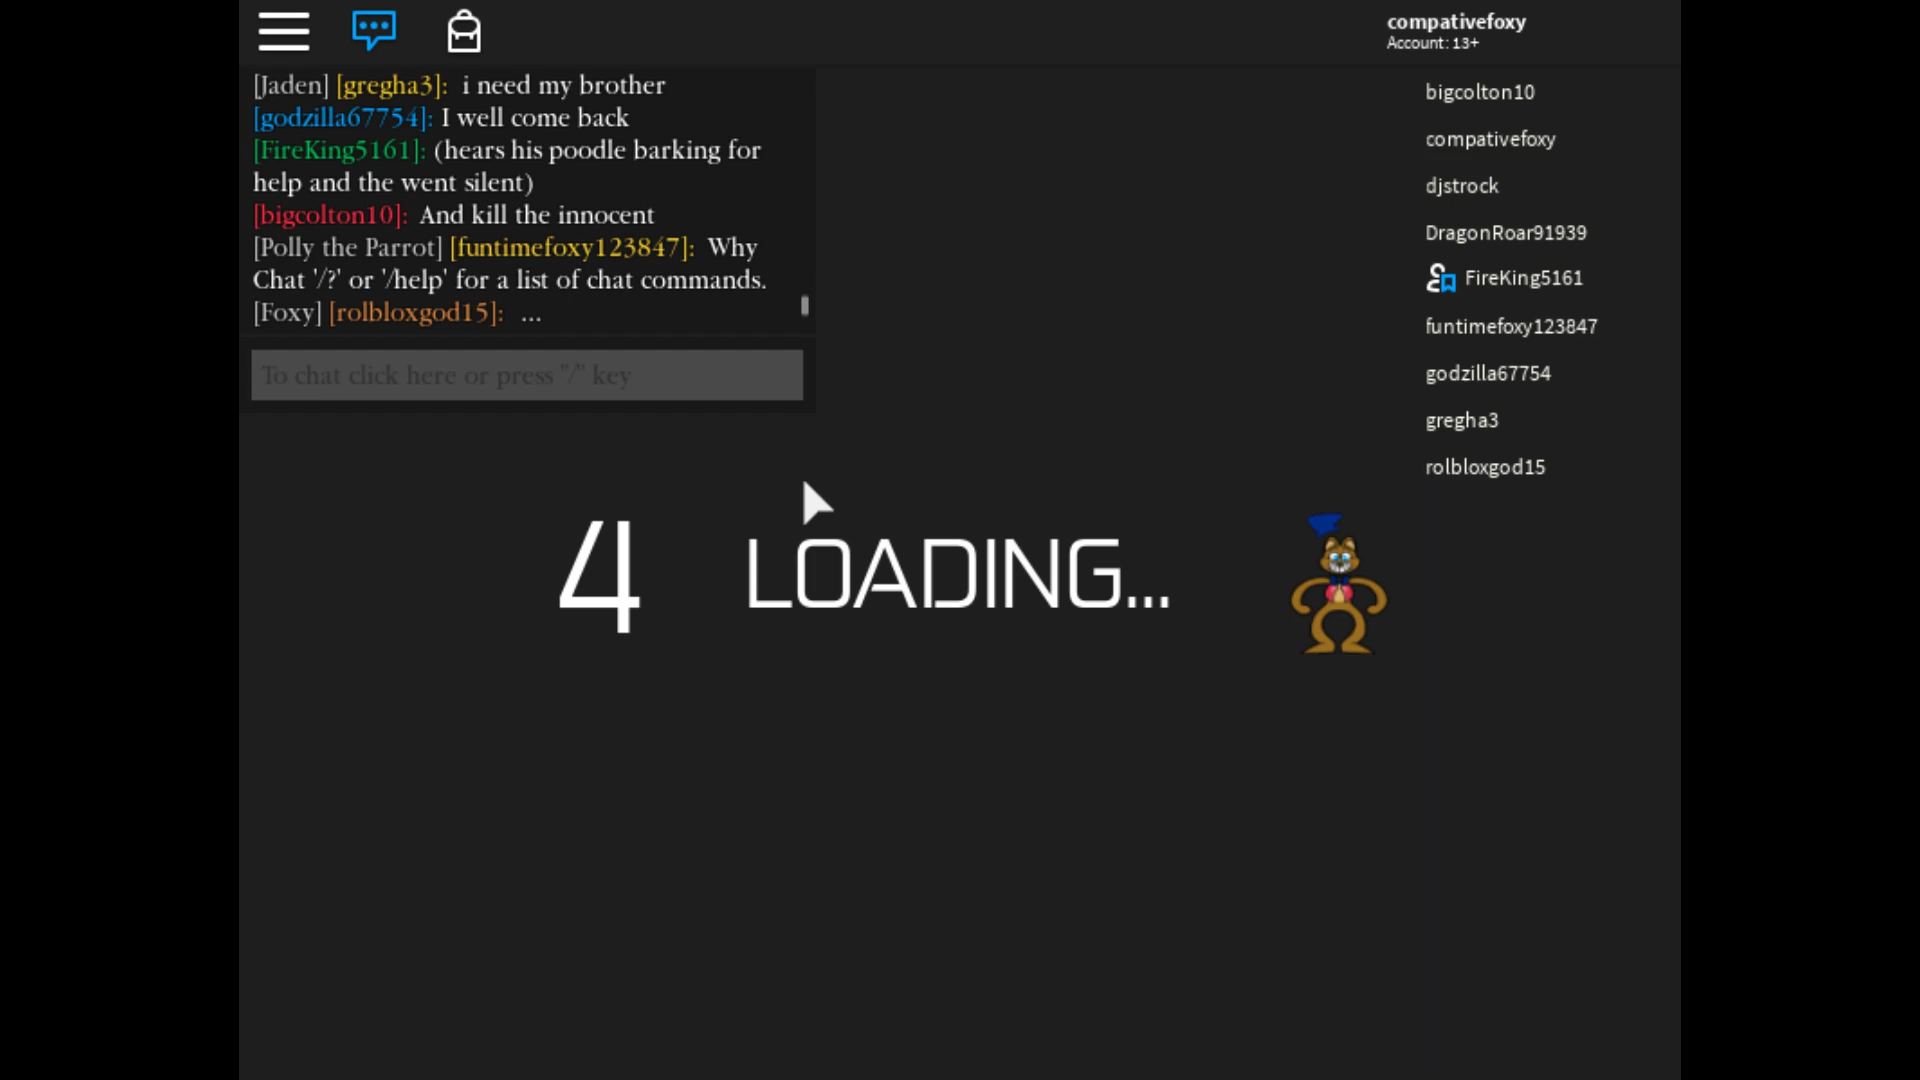 compativefoxy
Account: 13+
[Jaden] [gregha3]: i need my brother
[godzilla67754]: I well come back
[FireKing5161]: (hears his poodle barking for
help and the went silent)
[bigcolton10]: And kill the innocent
[Polly the Parrot] [funtimefoxy123847]: Why
Chat '/?' or '/help' for a list of chat commands.
[Foxy] [rolbloxgod15]: ...
To chat click here or press "/" key
bigcolton10
compativefoxy
djstrock
DragonRoar91939
FireKing5161
funtimefoxy123847
godzilla67754
gregha3
rolbloxgod15
4 LOADING...